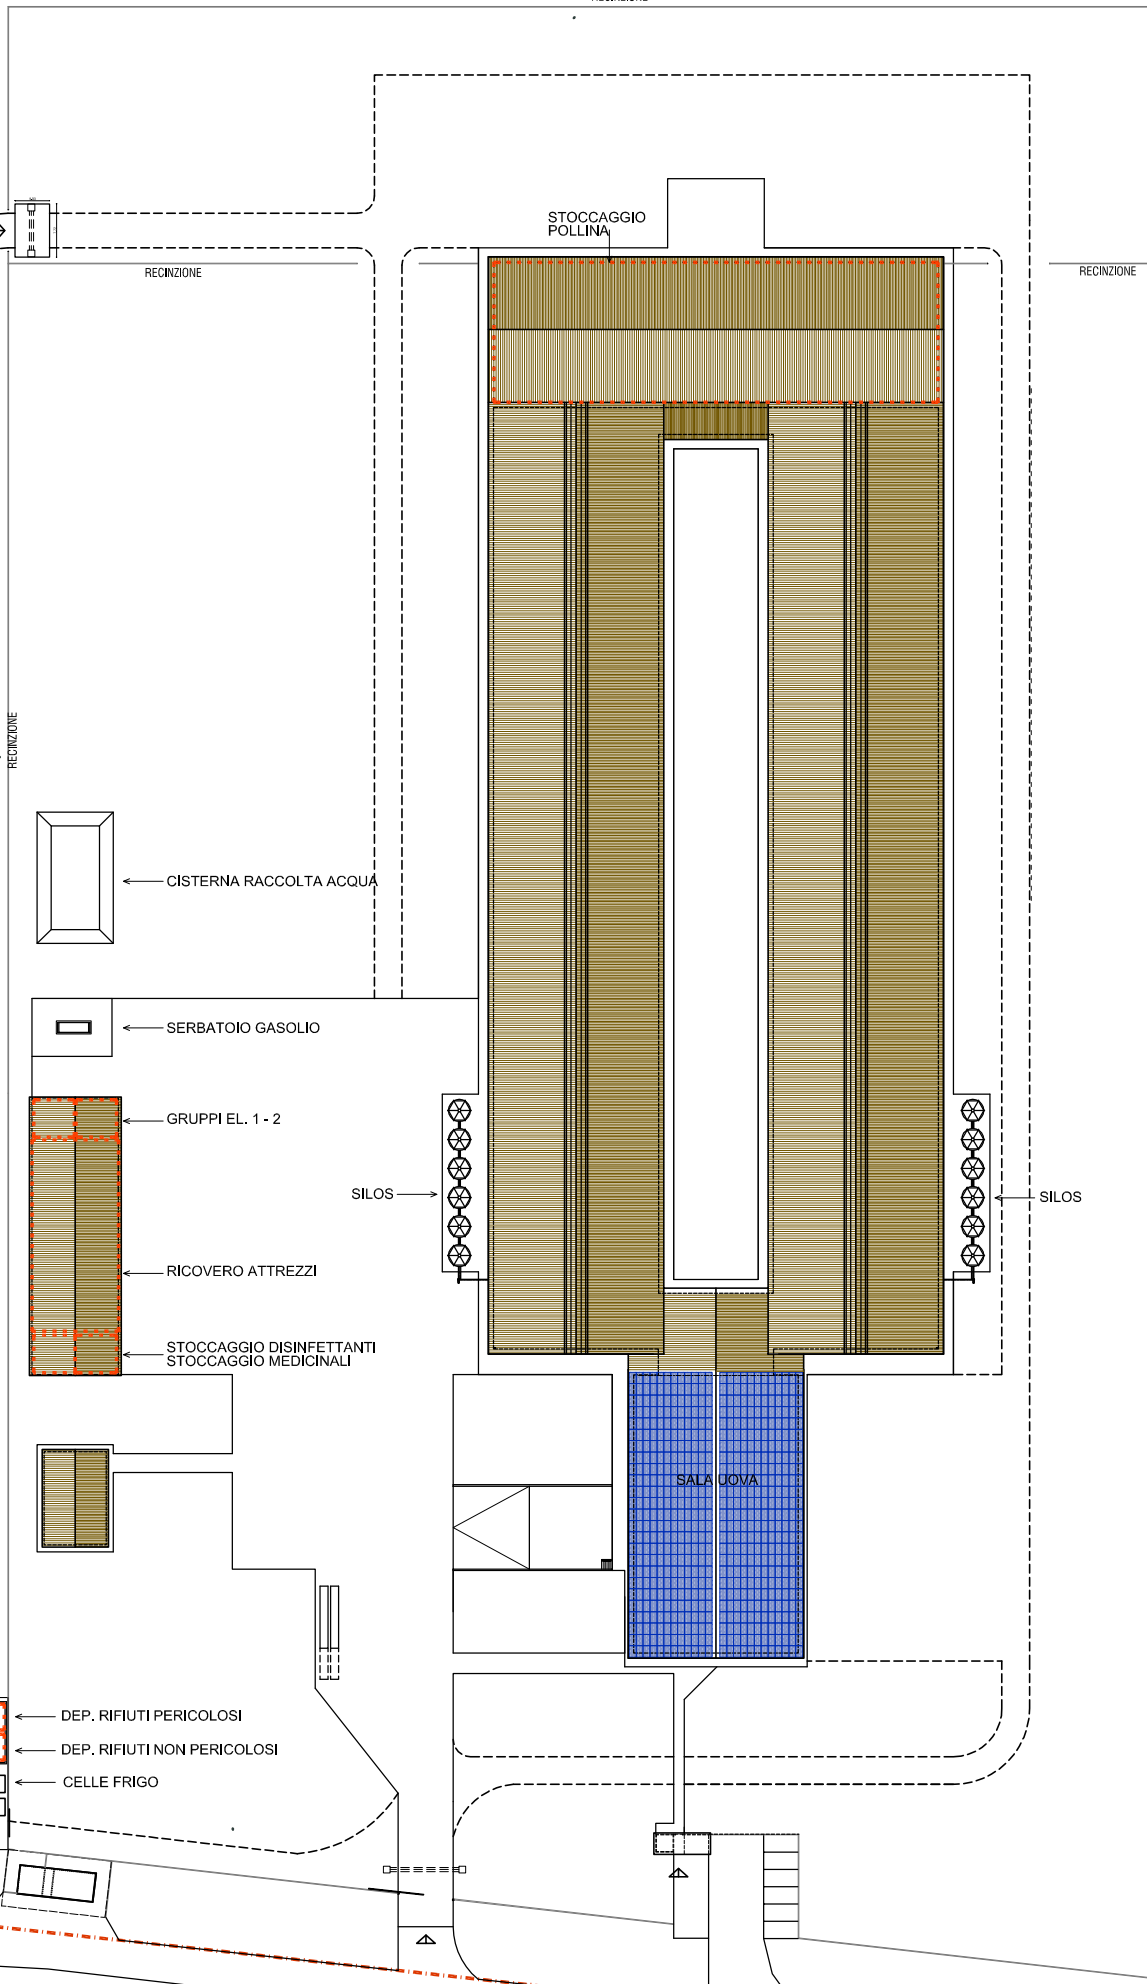 RECINZIONE
STOCCAGGIO
POLLINA
RECINZIONE
RECINZIONE
RECINZIONE
CISTERNA RACCOLTA ACQUA
SERBATOIO GASOLIO
GRUPPI EL. 1 - 2
SILOS
SILOS
RICOVERO ATTREZZI
STOCCAGGIO DISINFETTANTI
STOCCAGGIO MEDICINALI
SALA UOVA
DEP. RIFIUTI PERICOLOSI
DEP. RIFIUTI NON PERICOLOSI
CELLE FRIGO